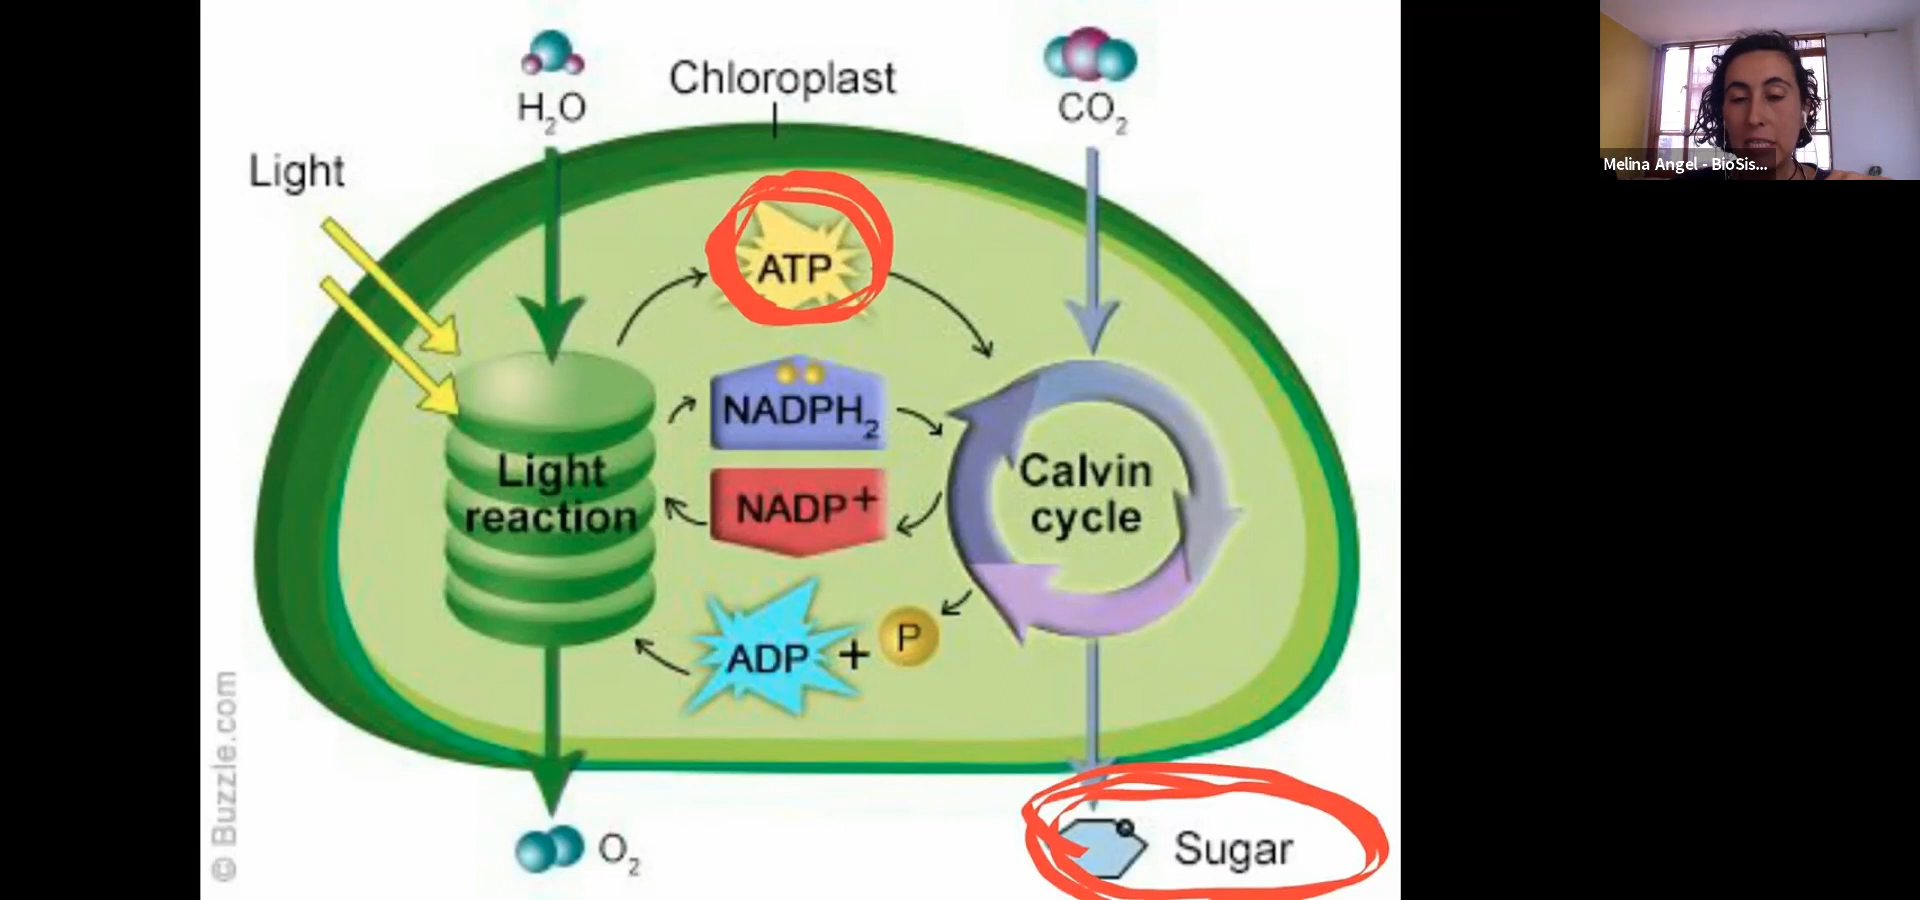 H2O
Chloroplast
CO2
Light
ATP
NADPH2
Light
reaction
NADP+
Calvin
cycle
ADP + P
O2
Sugar
© Buzzle.com
Melina Angel - BioSis...